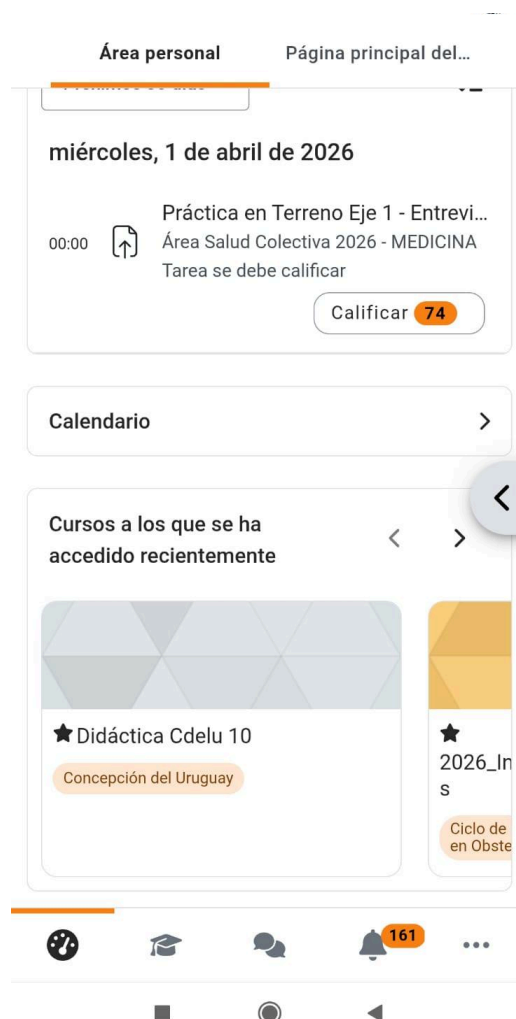 Área personal
Página principal del...
miércoles, 1 de abril de 2026
00:00
Práctica en Terreno Eje 1 - Entrevi...
Área Salud Colectiva 2026 - MEDICINA
Tarea se debe calificar
Calificar 74
Calendario
Cursos a los que se ha
accedido recientemente
Didáctica Cdelu 10
Concepción del Uruguay
2026_In
s
Ciclo de
en Obste
161